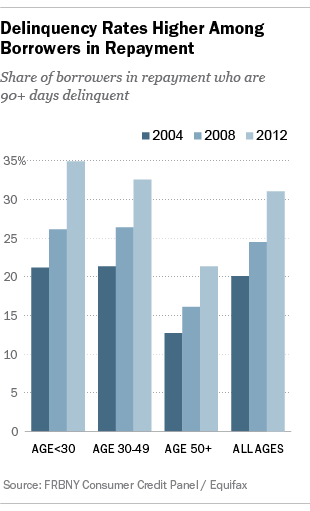 Delinquency Rates Higher Among
Borrowers in Repayment
Share of borrowers in repayment who are
90+ days delinquent
2004 2008 2012
35%
30
25
20
15
10
5
0
AGE<30 AGE 30-49 AGE 50+ ALL AGES
Source: FRBNY Consumer Credit Panel / Equifax